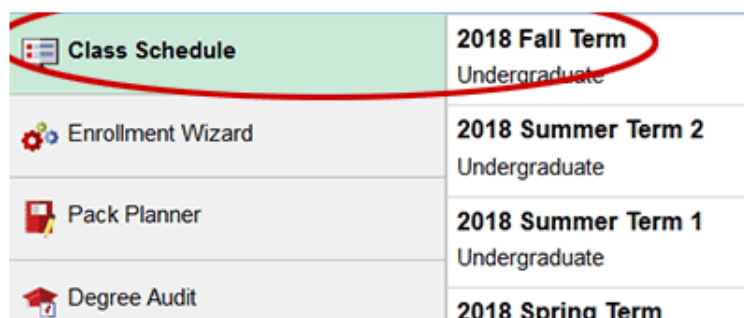 Class Schedule
Enrollment Wizard
Pack Planner
Degree Audit
2018 Fall Term
Undergraduate
2018 Summer Term 2
Undergraduate
2018 Summer Term 1
Undergraduate
2018 Spring Term